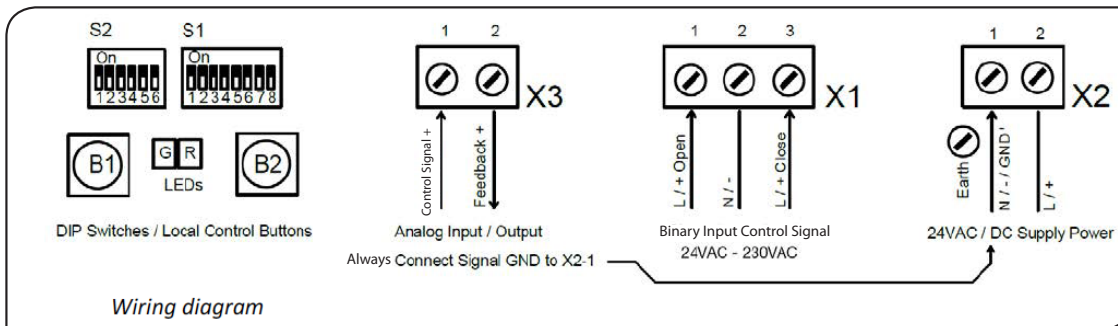 S2 S1
On On
123456 12345678
B1 G R B2
LEDs
DIP Switches / Local Control Buttons
1 2
X3
Control Signal +
Feedback +
Analog Input / Output
Always Connect Signal GND to X2-1
1 2 3
X1
L / + Open
N / -
L / + Close
Binary Input Control Signal
24VAC - 230VAC
1 2
X2
Earth
N / - / GND '
L / +
24VAC / DC Supply Power
Wiring diagram